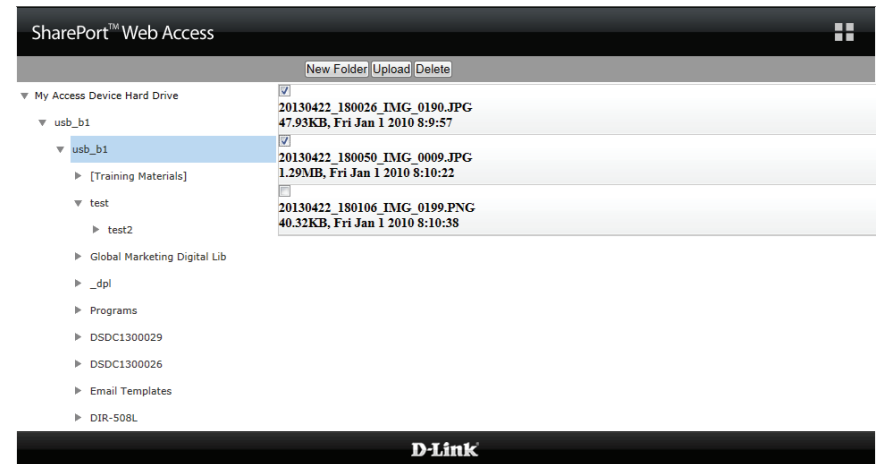 SharePort™ Web Access
New Folder Upload Delete
My Access Device Hard Drive
usb_b1
usb_b1
[Training Materials]
test
test2
Global Marketing Digital Lib
_dpl
Programs
DSDC1300029
DSDC1300026
Email Templates
DIR-508L
20130422_180026_IMG_0190.JPG
47.93KB, Fri Jan 1 2010 8:9:57
20130422_180050_IMG_0009.JPG
1.29MB, Fri Jan 1 2010 8:10:22
20130422_180106_IMG_0199.PNG
40.32KB, Fri Jan 1 2010 8:10:38
D-Link